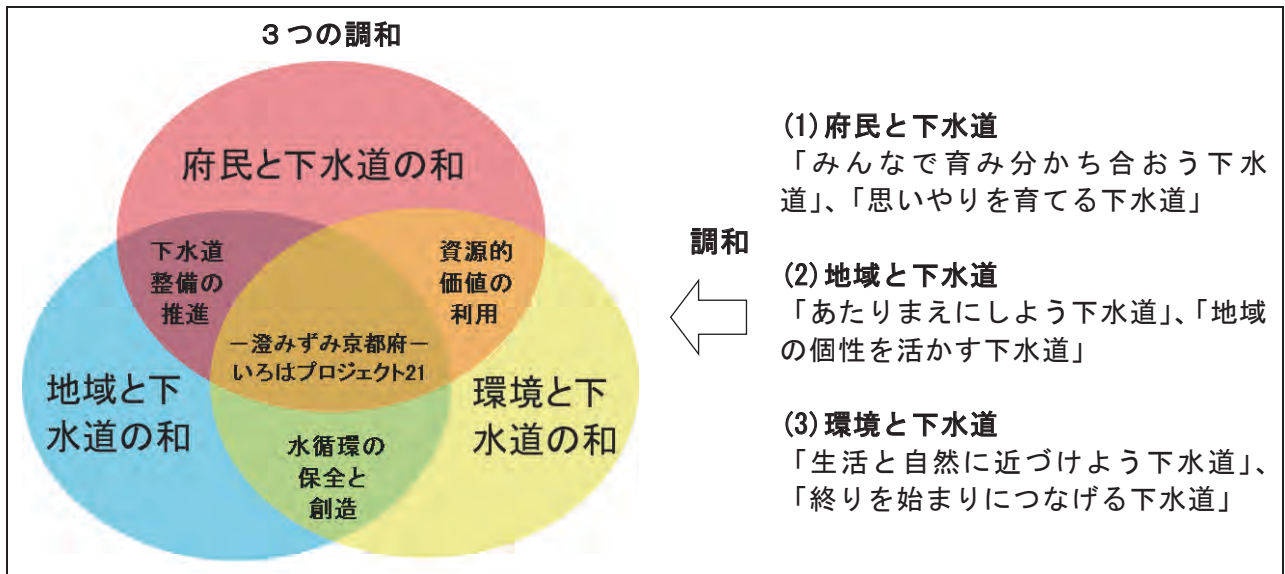 ３つの調和
府民と下水道の和
下水道
整備の
推進
資源的
価値の
利用
－澄みずみ京都府－
いろはプロジェクト21
地域と下
水道の和
環境と下
水道の和
水循環の
保全と
創造
調和
(1)府民と下水道
「みんなで育み分かち合おう下水
道」、「思いやりを育てる下水道」
(2)地域と下水道
「あたりまえにしよう下水道」、「地域
の個性を活かす下水道」
(3)環境と下水道
「生活と自然に近づけよう下水道」、
「終りを始まりにつなげる下水道」